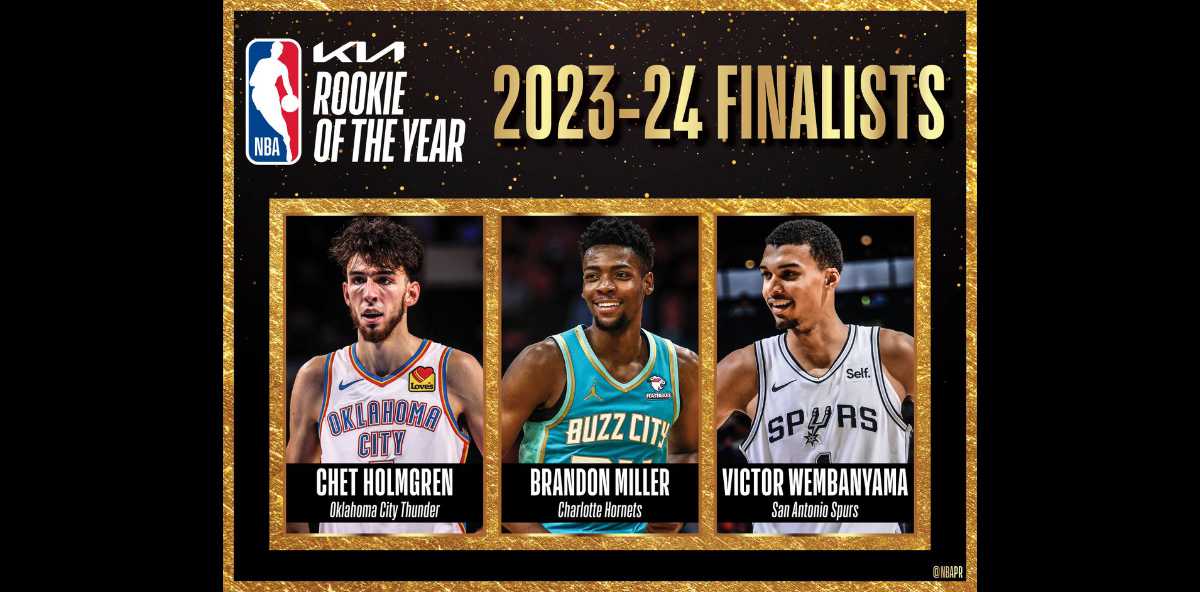 KIA
ROOKIE
OF THE YEAR
NBA
2023-24 FINALISTS
Love's
OKLAHOMA
CITY
CHET HOLMGREN
Oklahoma City Thunder
BUZZ CITY
BRANDON MILLER
Charlotte Hornets
Self.
SPURS
VICTOR WEMBANYAMA
San Antonio Spurs
@NBAPR